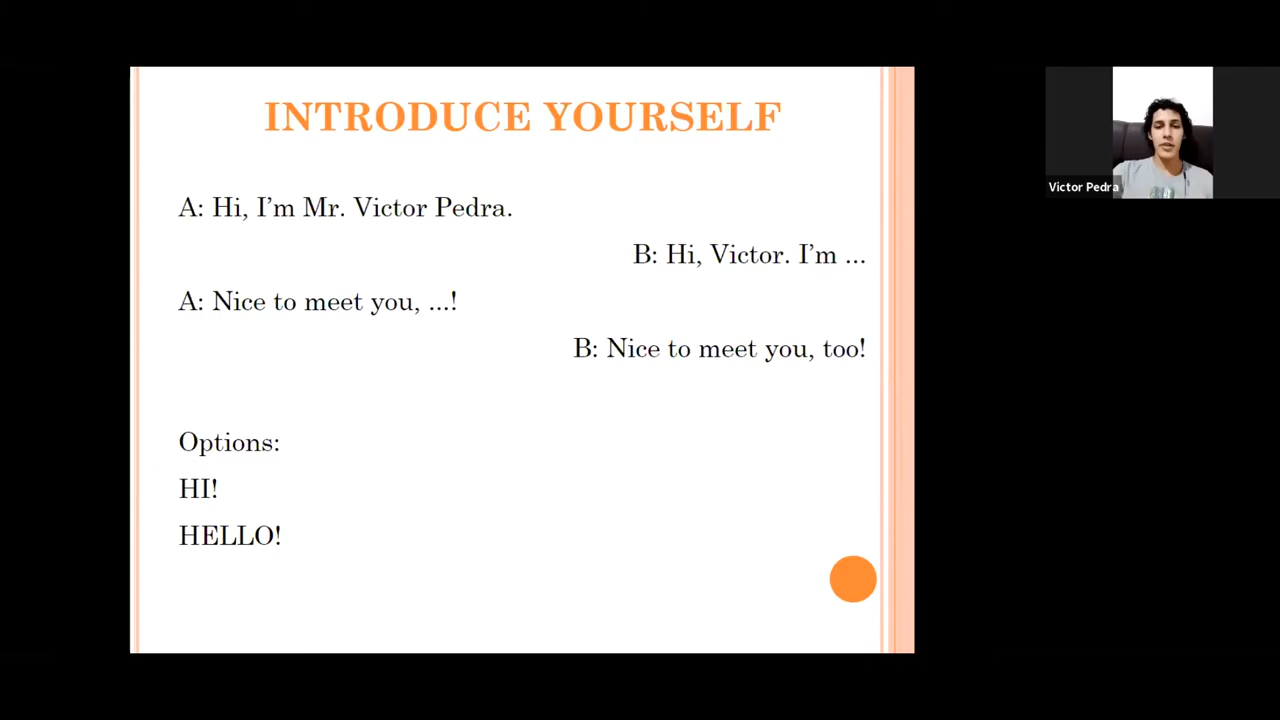 INTRODUCE YOURSELF
A: Hi, I’m Mr. Victor Pedra.
B: Hi, Victor. I’m ...
A: Nice to meet you, ...!
B: Nice to meet you, too!
Options:
HI!
HELLO!
Victor Pedra